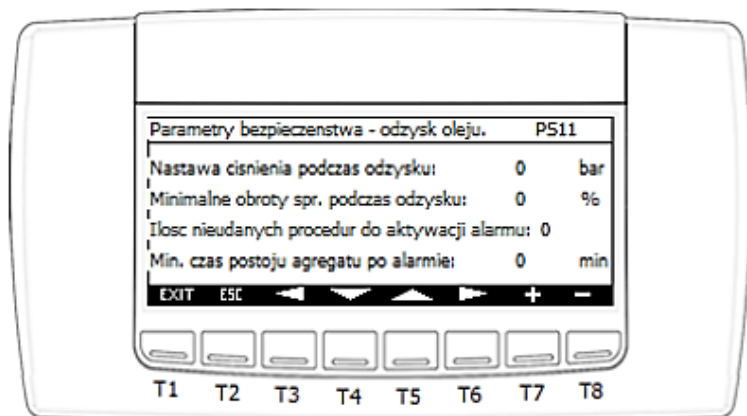 Parametry bezpieczenstwa - odzysk oleju. PS11
Nastawa cisnienia podczas odzysku: 0 bar
Minimalne obroty spr. podczas odzysku: 0 %
Ilosc nieudanych procedur do aktywacji alarmu: 0
Min. czas postoju agregatu po alarmie: 0 min
EXIT ESC + -
T1 T2 T3 T4 T5 T6 T7 T8